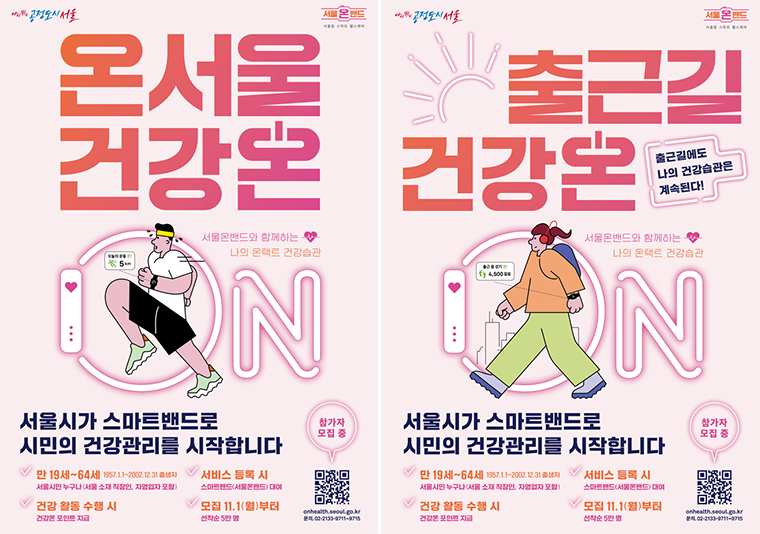 아시아의 공정도시 서울
서울온밴드
서울형 스마트 헬스케어
온서울
건강온
서울온밴드와 함께하는
나의 온택트 건강습관
오늘의 운동 온!
5 km
ON
서울시가 스마트밴드로
시민의 건강관리를 시작합니다
참가자
모집 중
만 19세~64세 1957.1.1~2002.12.31 출생자
서울시민 누구나(서울 소재 직장인, 자영업자 포함)
서비스 등록 시
스마트밴드(서울온밴드) 대여
건강 활동 수행 시
건강온 포인트 지급
모집 11.1(월)부터
선착순 5만 명
onhealth.seoul.go.kr
문의. 02-2133-9711~9715
공정도시 서울
서울온밴드
서울형 스마트 헬스케어
출근길
건강온
출근길에도
나의 건강습관은
계속된다!
서울온밴드와 함께하는
나의 온택트 건강습관
출근 중 걷기 온!
4,500 걸음
ON
서울시가 스마트밴드로
시민의 건강관리를 시작합니다
참가자
모집 중
만 19세~64세 1957.1.1~2002.12.31 출생자
서울시민 누구나(서울 소재 직장인, 자영업자 포함)
서비스 등록 시
스마트밴드(서울온밴드) 대여
건강 활동 수행 시
건강온 포인트 지급
모집 11.1(월)부터
선착순 5만 명
onhealth.seoul.go.kr
문의. 02-2133-9711~9715